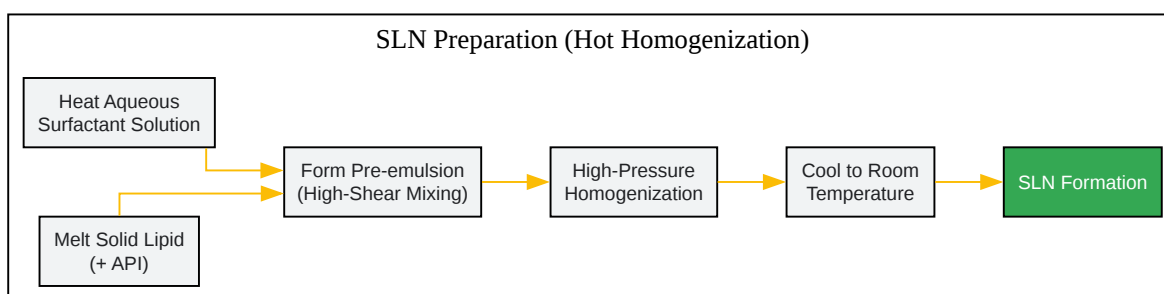 SLN Preparation (Hot Homogenization)
Heat Aqueous
Surfactant Solution
Melt Solid Lipid
(+ API)
Form Pre-emulsion
(High-Shear Mixing)
High-Pressure
Homogenization
Cool to Room
Temperature
SLN Formation